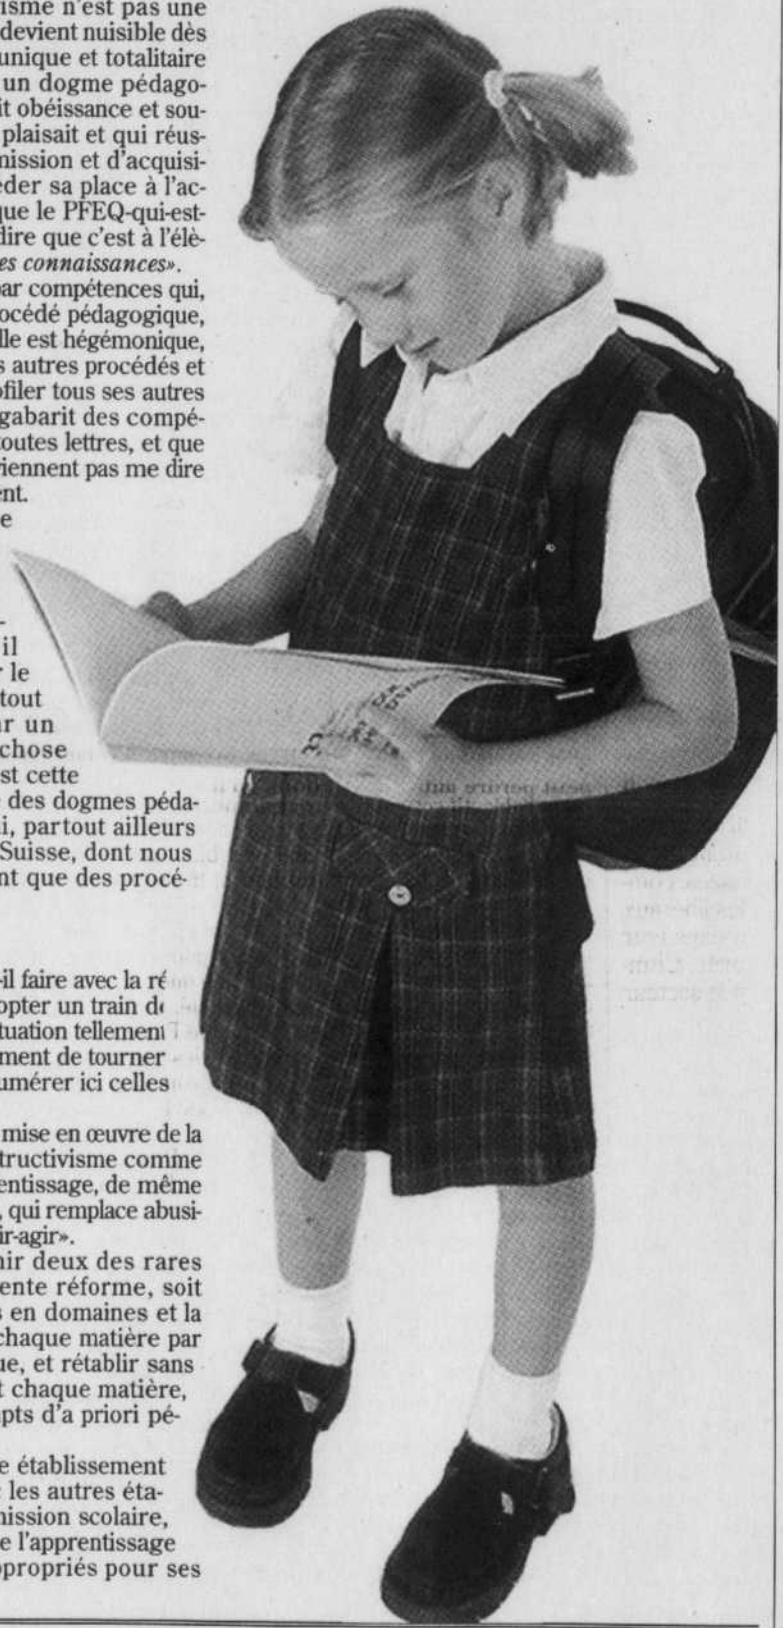 isme n'est pas une
devient nuisible dès
unique et totalitaire
un dogme pédago-
it obéissance et sou-
plaisait et qui réus-
mission et d'acquisi-
éder sa place à l'ac-
que le PFEQ-qui-est-
dire que c'est à l'élè-
es connaissances».
par compétences qui,
océdé pédagogique,
lle est hégémonique,
s autres procédés et
ofiler tous ses autres
gabarit des compé-
toutes lettres, et que
viennent pas me dire
ent.
e
-
il
r le
tout
ar un
chose
st cette
e des dogmes péda-
i, partout ailleurs
Suisse, dont nous
nt que des procé-
-il faire avec la ré
opter un train de
tuation tellement
ment de tourner
umérer ici celles
mise en œuvre de la
tructivisme comme
entissage, de même
, qui remplace abusi-
ir-agir».
nir deux des rares
ente réforme, soit
s en domaines et la
chaque matière par
ue, et rétablir sans
t chaque matière,
pts d'a priori pé-
e établissement
les autres éta-
mission scolaire,
e l'apprentissage
ppropriés pour ses